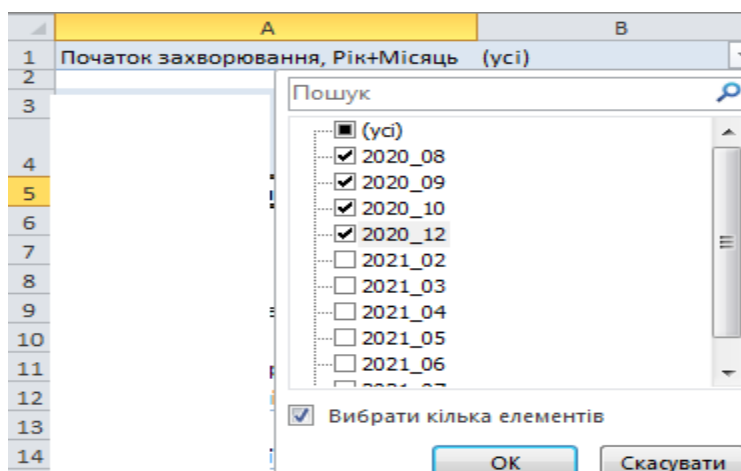 A B
1 Початок захворювання, Рік+Місяць (усі)
2
Пошук
3
(усі)
4 2020_08
5 2020_09
2020_10
6 2020_12
7 2021_02
8 2021_03
9 2021_04
10 2021_05
11 2021_06
12 Вибрати кілька елементів
13
14 ОК Скасувати